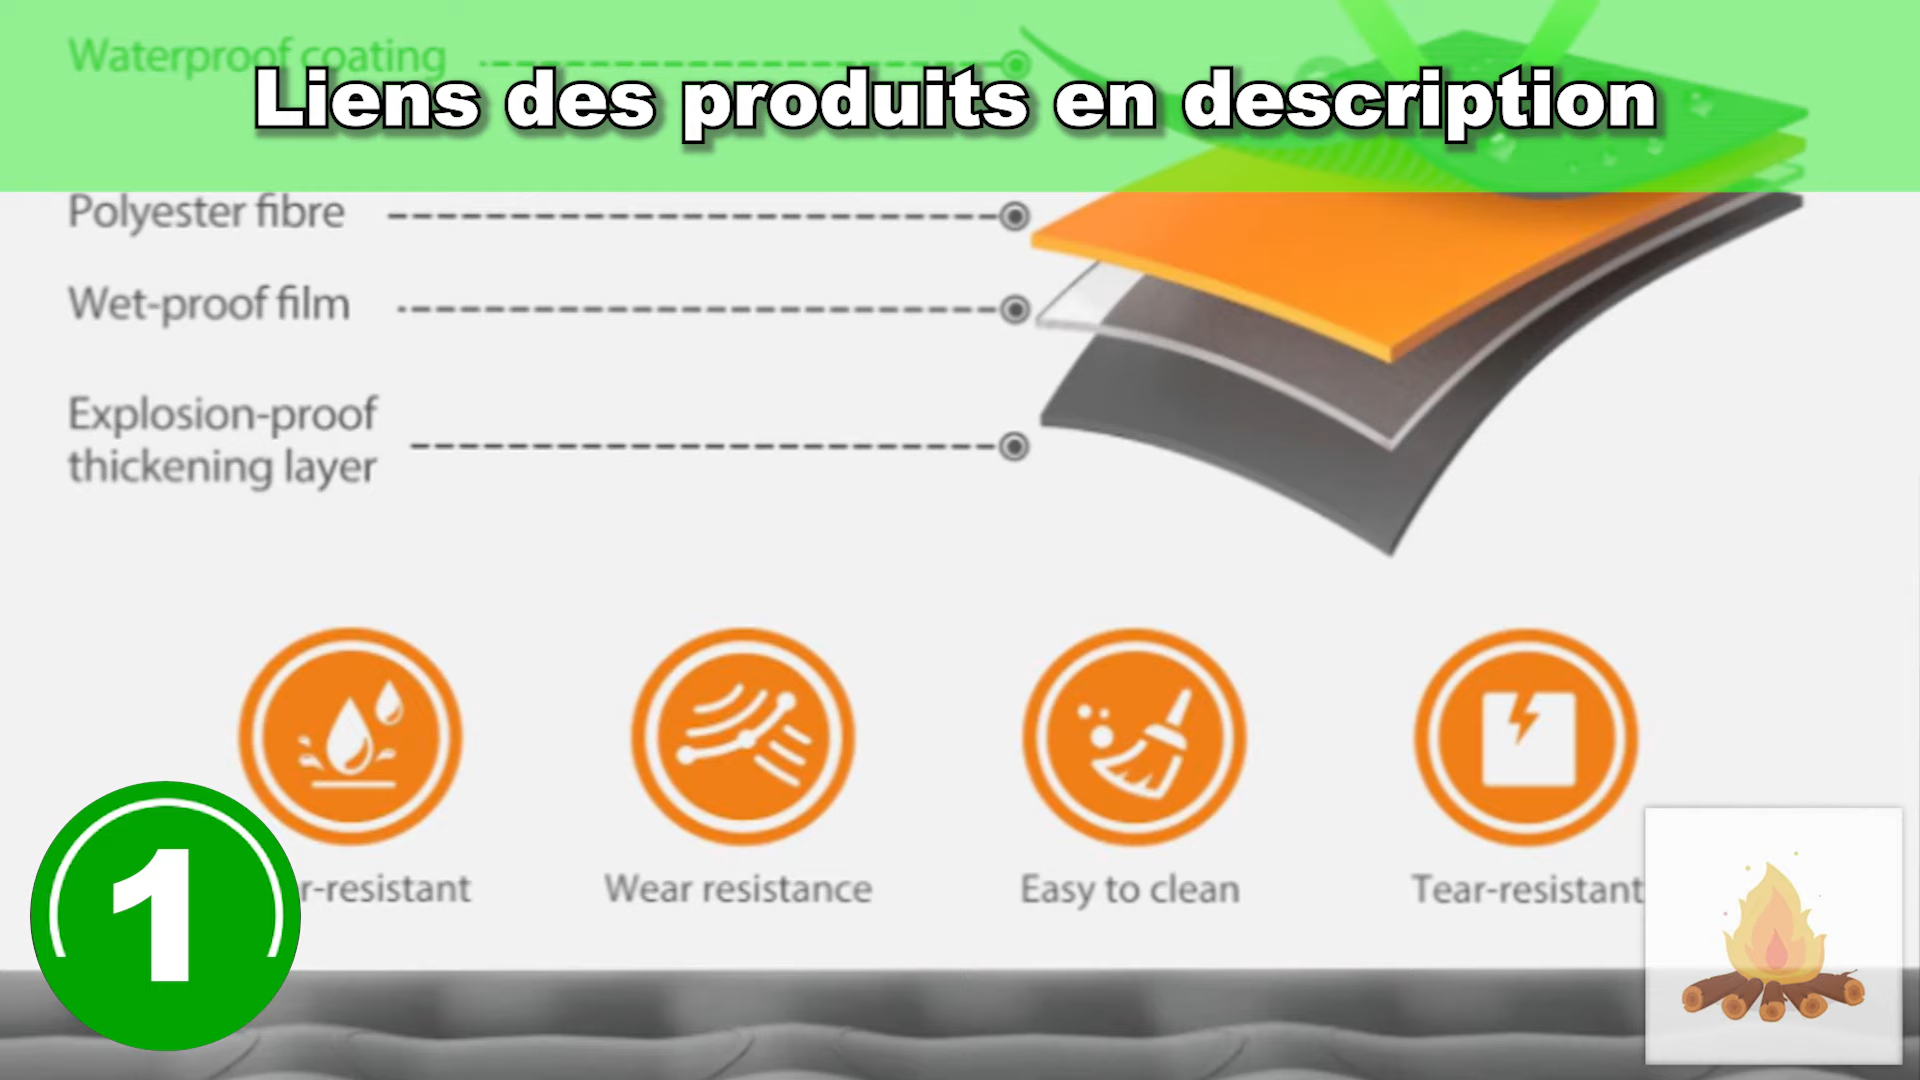 Waterproof coating
Liens des produits en description
Polyester fibre
Wet-proof film
Explosion-proof
thickening layer
r-resistant
Wear resistance
Easy to clean
Tear-resistant
1